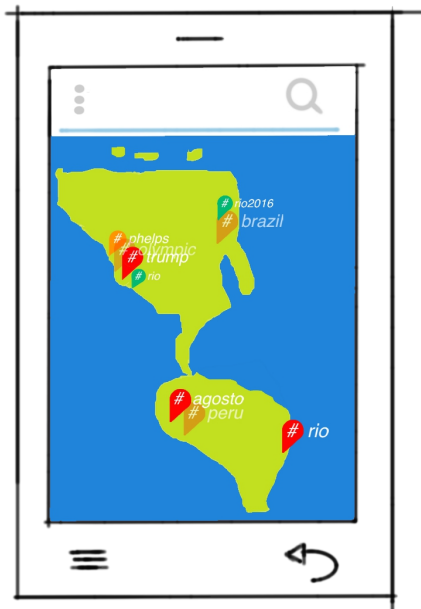 # rio2016
# brazil
# phelps
# olympic
# trump
# rio
# agosto
# peru
# rio